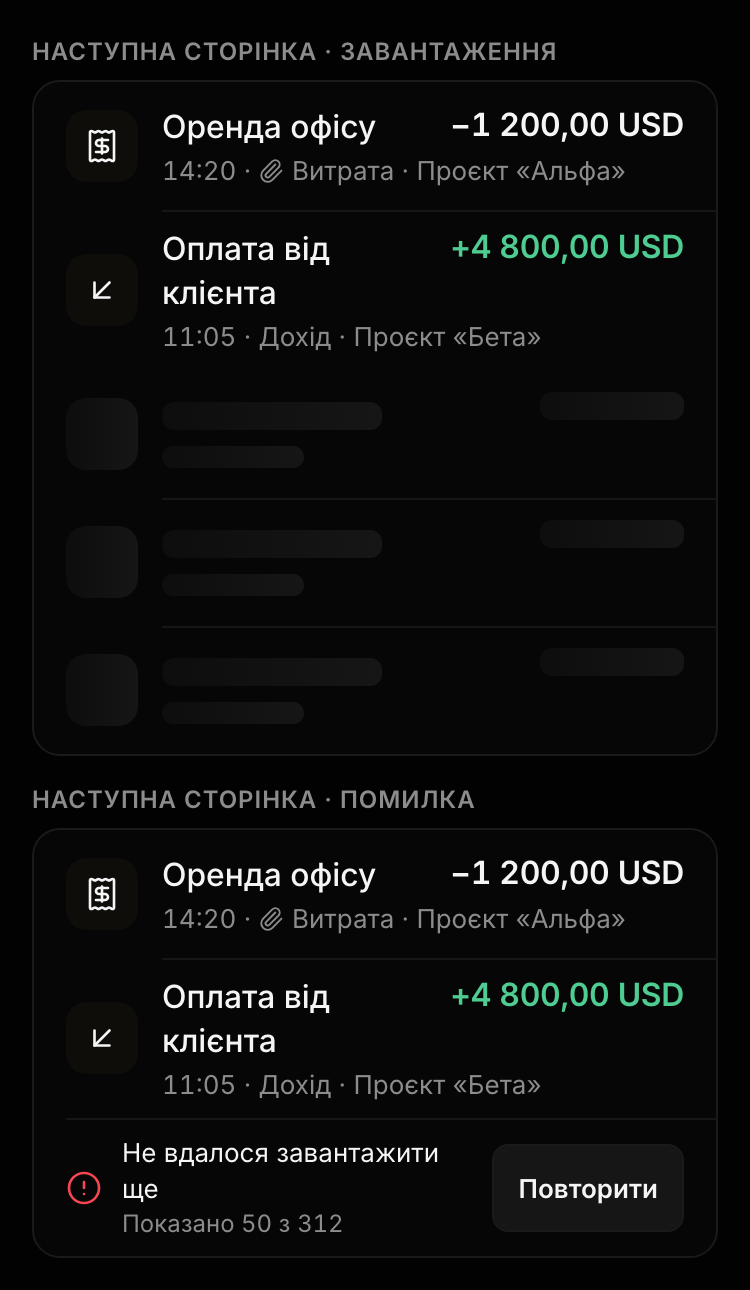 НАСТУПНА СТОРІНКА · ЗАВАНТАЖЕННЯ
Оренда офісу −1 200,00 USD
14:20 · Витрата · Проєкт «Альфа»
Оплата від +4 800,00 USD
клієнта
11:05 · Дохід · Проєкт «Бета»
НАСТУПНА СТОРІНКА · ПОМИЛКА
Оренда офісу −1 200,00 USD
14:20 · Витрата · Проєкт «Альфа»
Оплата від +4 800,00 USD
клієнта
11:05 · Дохід · Проєкт «Бета»
Не вдалося завантажити
ще
Показано 50 з 312
Повторити